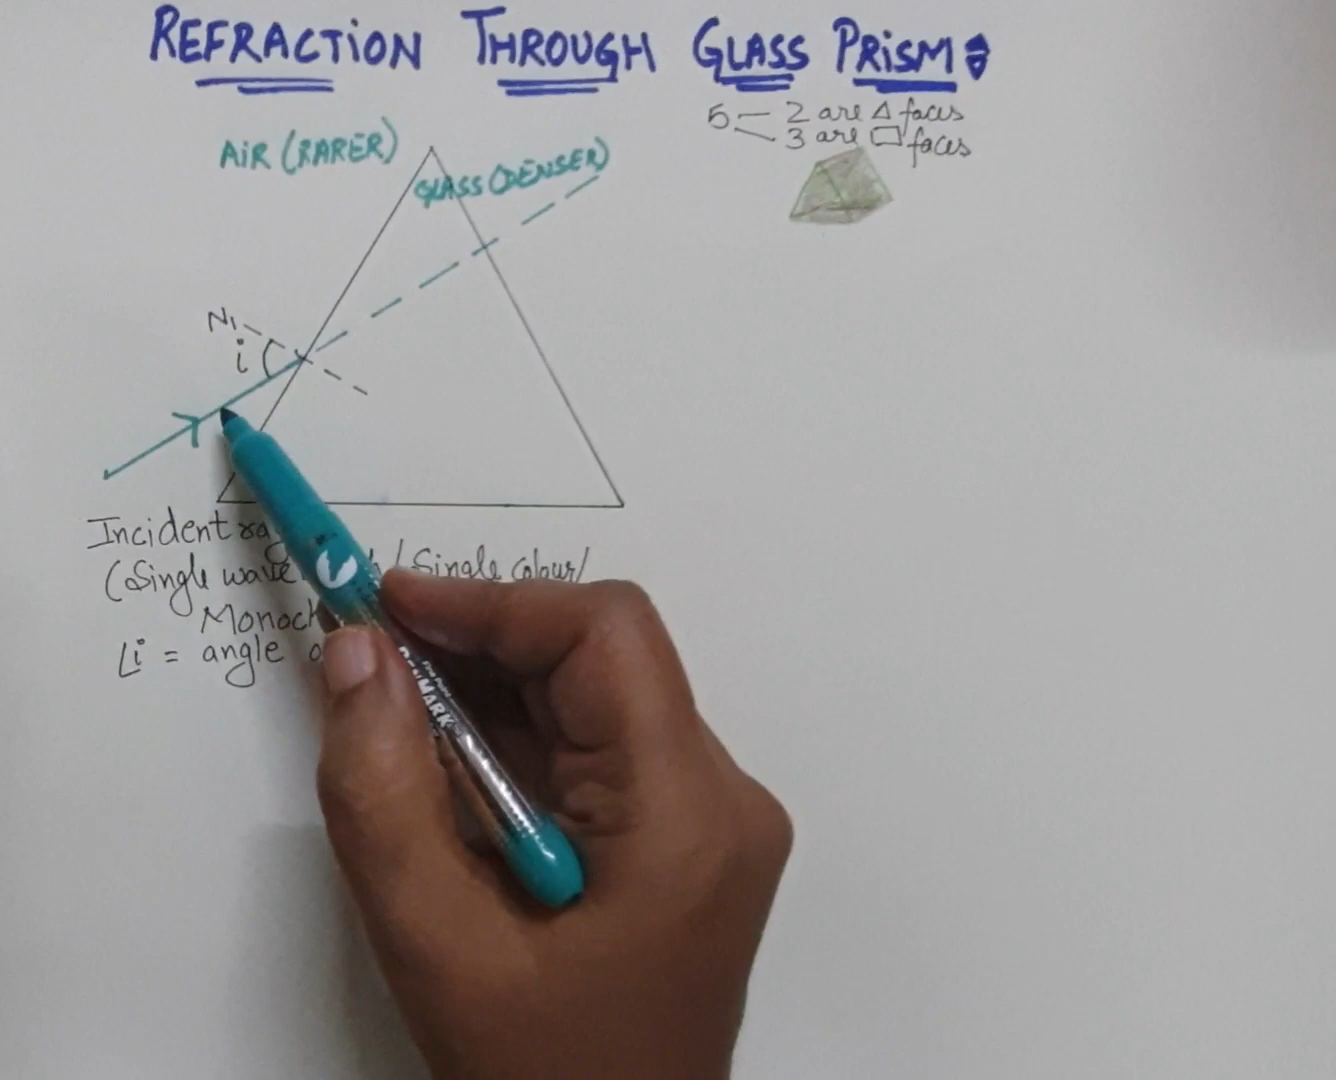 REFRACTION THROUGH GLASS PRISM:
5 — 2 are △ faces
3 are □ faces
AIR (RARER)
GLASS (DENSER)
N1
i
Incident
(Single / Single colour/
∠i = angle
DENMARK